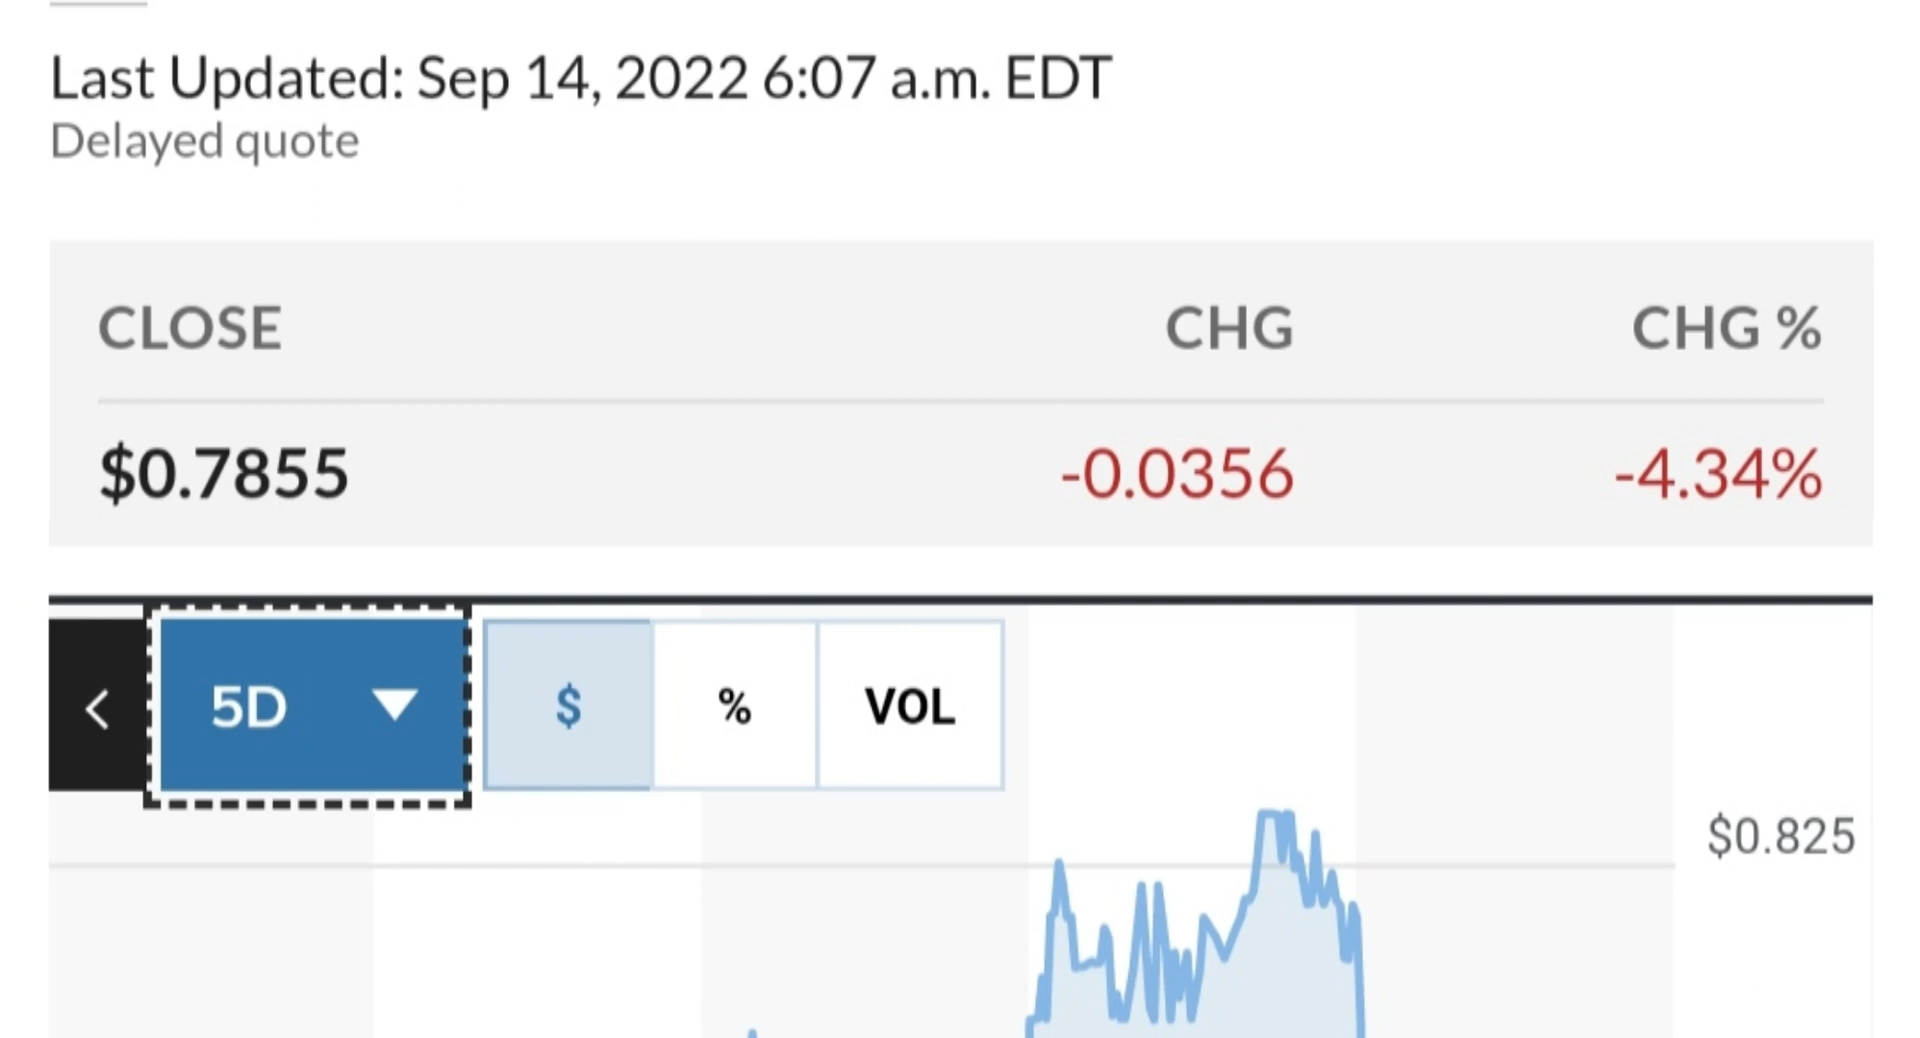 Last Updated: Sep 14, 2022 6:07 a.m. EDT
Delayed quote
CLOSE CHG CHG %
$0.7855 -0.0356 -4.34%
5D $ % VOL
$0.825